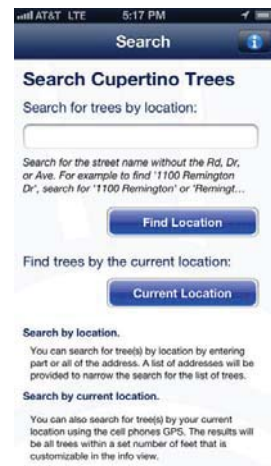 AT&T LTE 5:17 PM
Search
Search Cupertino Trees
Search for trees by location:
Search for the street name without the Rd, Dr,
or Ave. For example to find '1100 Remington
Dr', search for '1100 Remington' or 'Remingt...
Find Location
Find trees by the current location:
Current Location
Search by location.
You can search for tree(s) by location by entering
part or all of the address. A list of addresses will be
provided to narrow the search for the list of trees.
Search by current location.
You can also search for tree(s) by your current
location using the cell phones GPS. The results will
be all trees within a set number of feet that is
customizable in the info view.